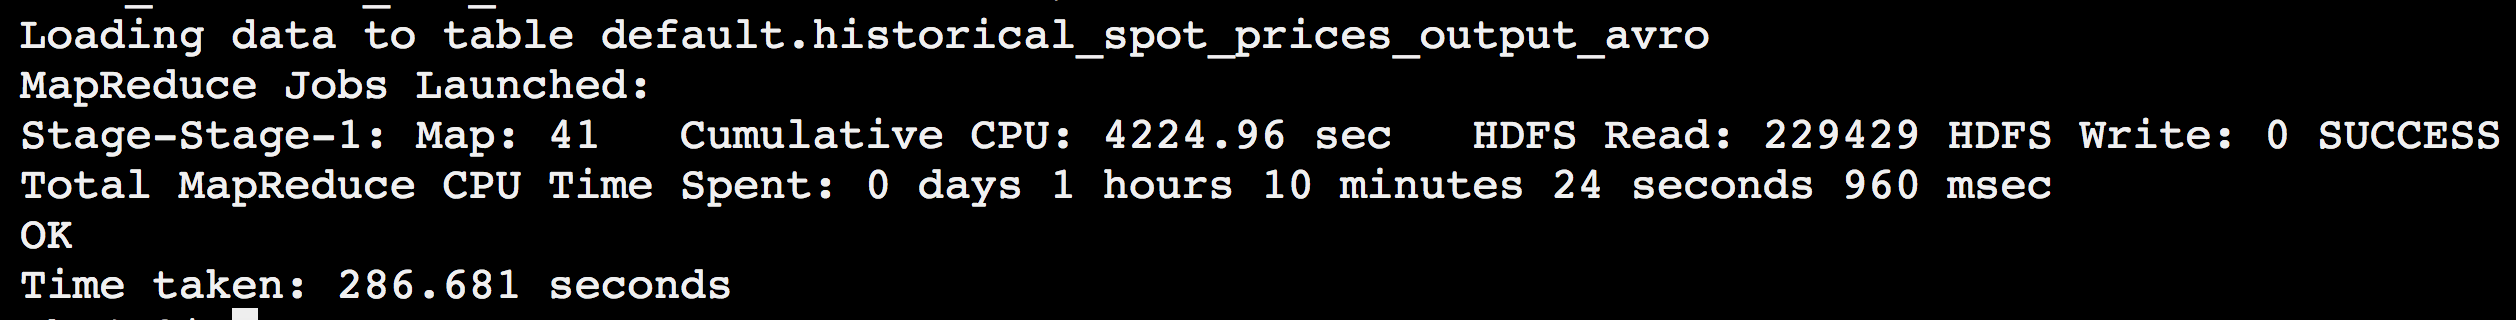 Loading data to table default.historical_spot_prices_output_avro
MapReduce Jobs Launched:
Stage-Stage-1: Map: 41   Cumulative CPU: 4224.96 sec   HDFS Read: 229429 HDFS Write: 0 SUCCESS
Total MapReduce CPU Time Spent: 0 days 1 hours 10 minutes 24 seconds 960 msec
OK
Time taken: 286.681 seconds